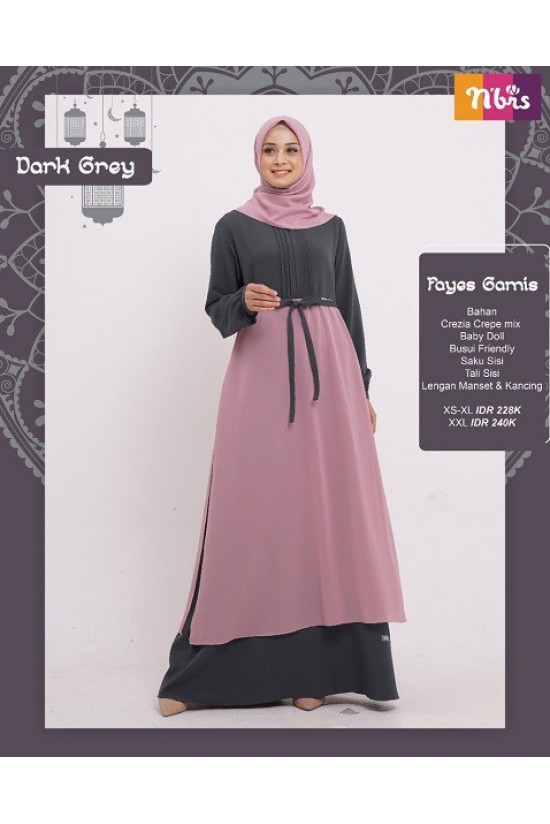 Nbrs
Dark Grey
Payes Gamis
Bahan
Crezia Crepe mix
Baby Doll
Busui Friendly
Saku Sisi
Tali Sisi
Lengan Manset & Kancing
XS-XL IDR 228K
XXL IDR 240K